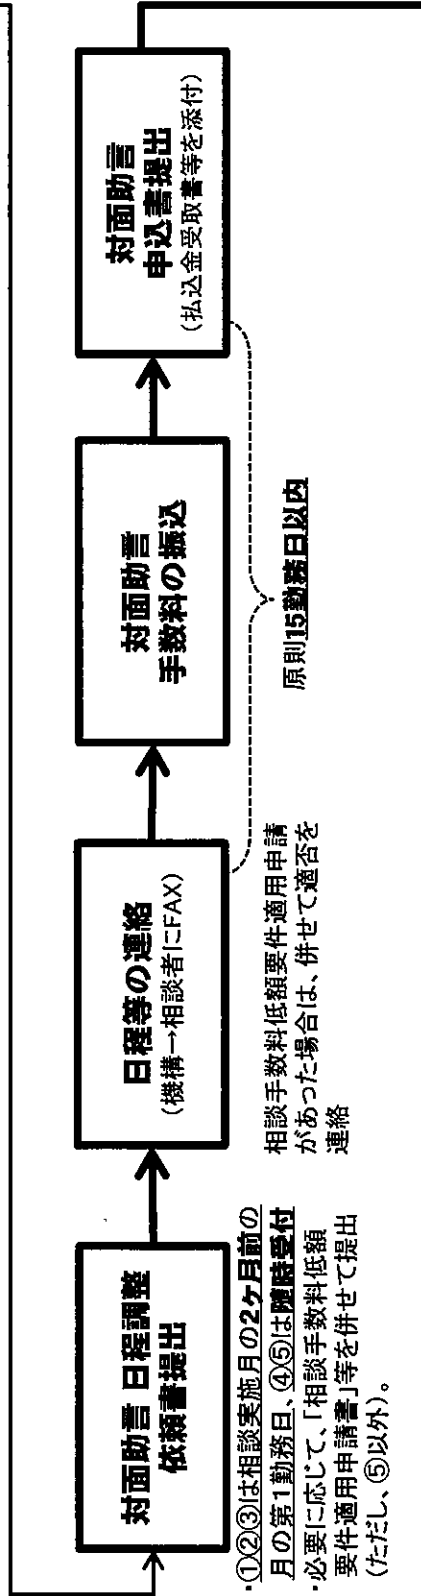 対面助言 日程調整
依頼書提出
・①②③は相談実施月の2ヶ月前の
月の第1勤務日、④⑤は随時受付
・必要に応じて、「相談手数料低額
要件適用申請書」等を併せて提出
(ただし、⑤以外)。
日程等の連絡
(機構→相談者にFAX)
相談手数料低額要件適用申請
があった場合は、併せて適否を
連絡
対面助言
手数料の振込
対面助言
申込書提出
(払込金受取書等を添付)
原則15勤務日以内